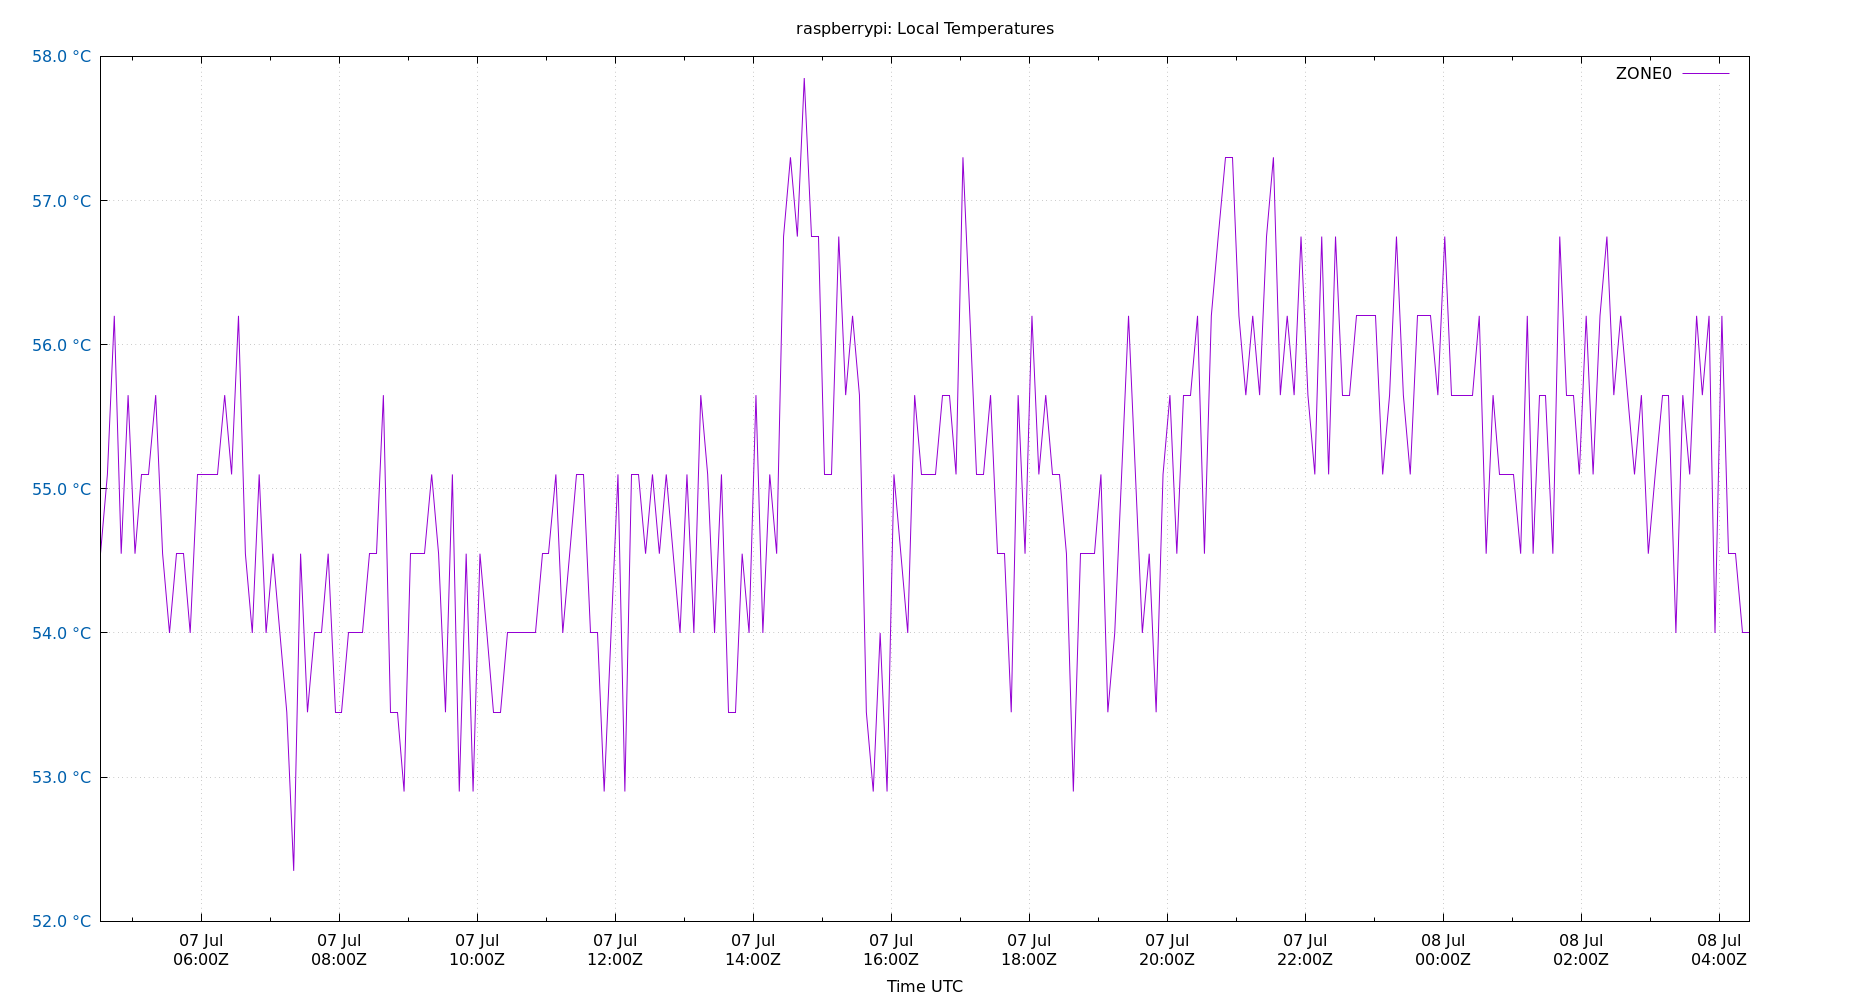 raspberrypi: Local Temperatures
58.0 °C
ZONE0
57.0 °C
56.0 °C
55.0 °C
54.0 °C
53.0 °C
52.0 °C
07 Jul 07 Jul 07 Jul 07 Jul 07 Jul 07 Jul 07 Jul 07 Jul 07 Jul 08 Jul 08 Jul 08 Jul
06:00Z 08:00Z 10:00Z 12:00Z 14:00Z 16:00Z 18:00Z 20:00Z 22:00Z 00:00Z 02:00Z 04:00Z
Time UTC